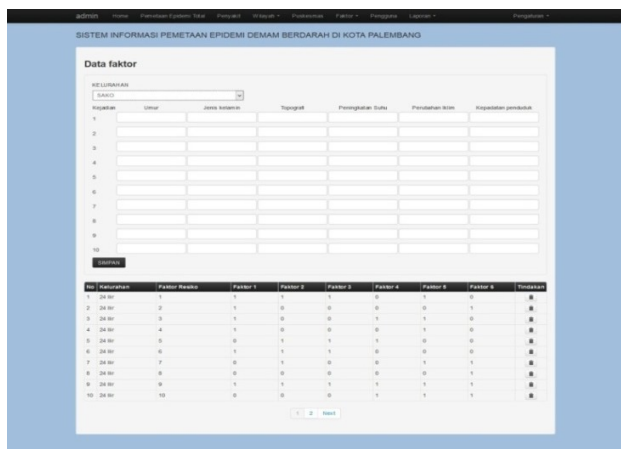 admin Home Pemetaan Epidemi Total Penyakit Wilayah Puskesmas Faktor Pengguna Laporan Pengaturan
SISTEM INFORMASI PEMETAAN EPIDEMI DEMAM BERDARAH DI KOTA PALEMBANG
Data faktor
KELURAHAN
SAKO
Kejadian Umur Jenis kelamin Topografi Peningkatan Suhu Perubahan Iklim Kepadatan penduduk
1
2
3
4
5
6
7
8
9
10
SIMPAN
No Kelurahan Faktor Resiko Faktor 1 Faktor 2 Faktor 3 Faktor 4 Faktor 5 Faktor 6 Tindakan
1 24 Ilir 1 1 1 1 0 1 0
2 24 Ilir 2 1 0 0 0 0 1
3 24 Ilir 3 1 0 0 1 1 0
4 24 Ilir 4 1 0 0 0 1 0
5 24 Ilir 5 0 1 1 1 0 0
6 24 Ilir 6 1 1 1 0 0 0
7 24 Ilir 7 0 1 0 0 1 1
8 24 Ilir 8 0 0 0 0 0 1
9 24 Ilir 9 1 1 1 1 1 1
10 24 Ilir 10 0 0 0 1 1 1
1 2 Next